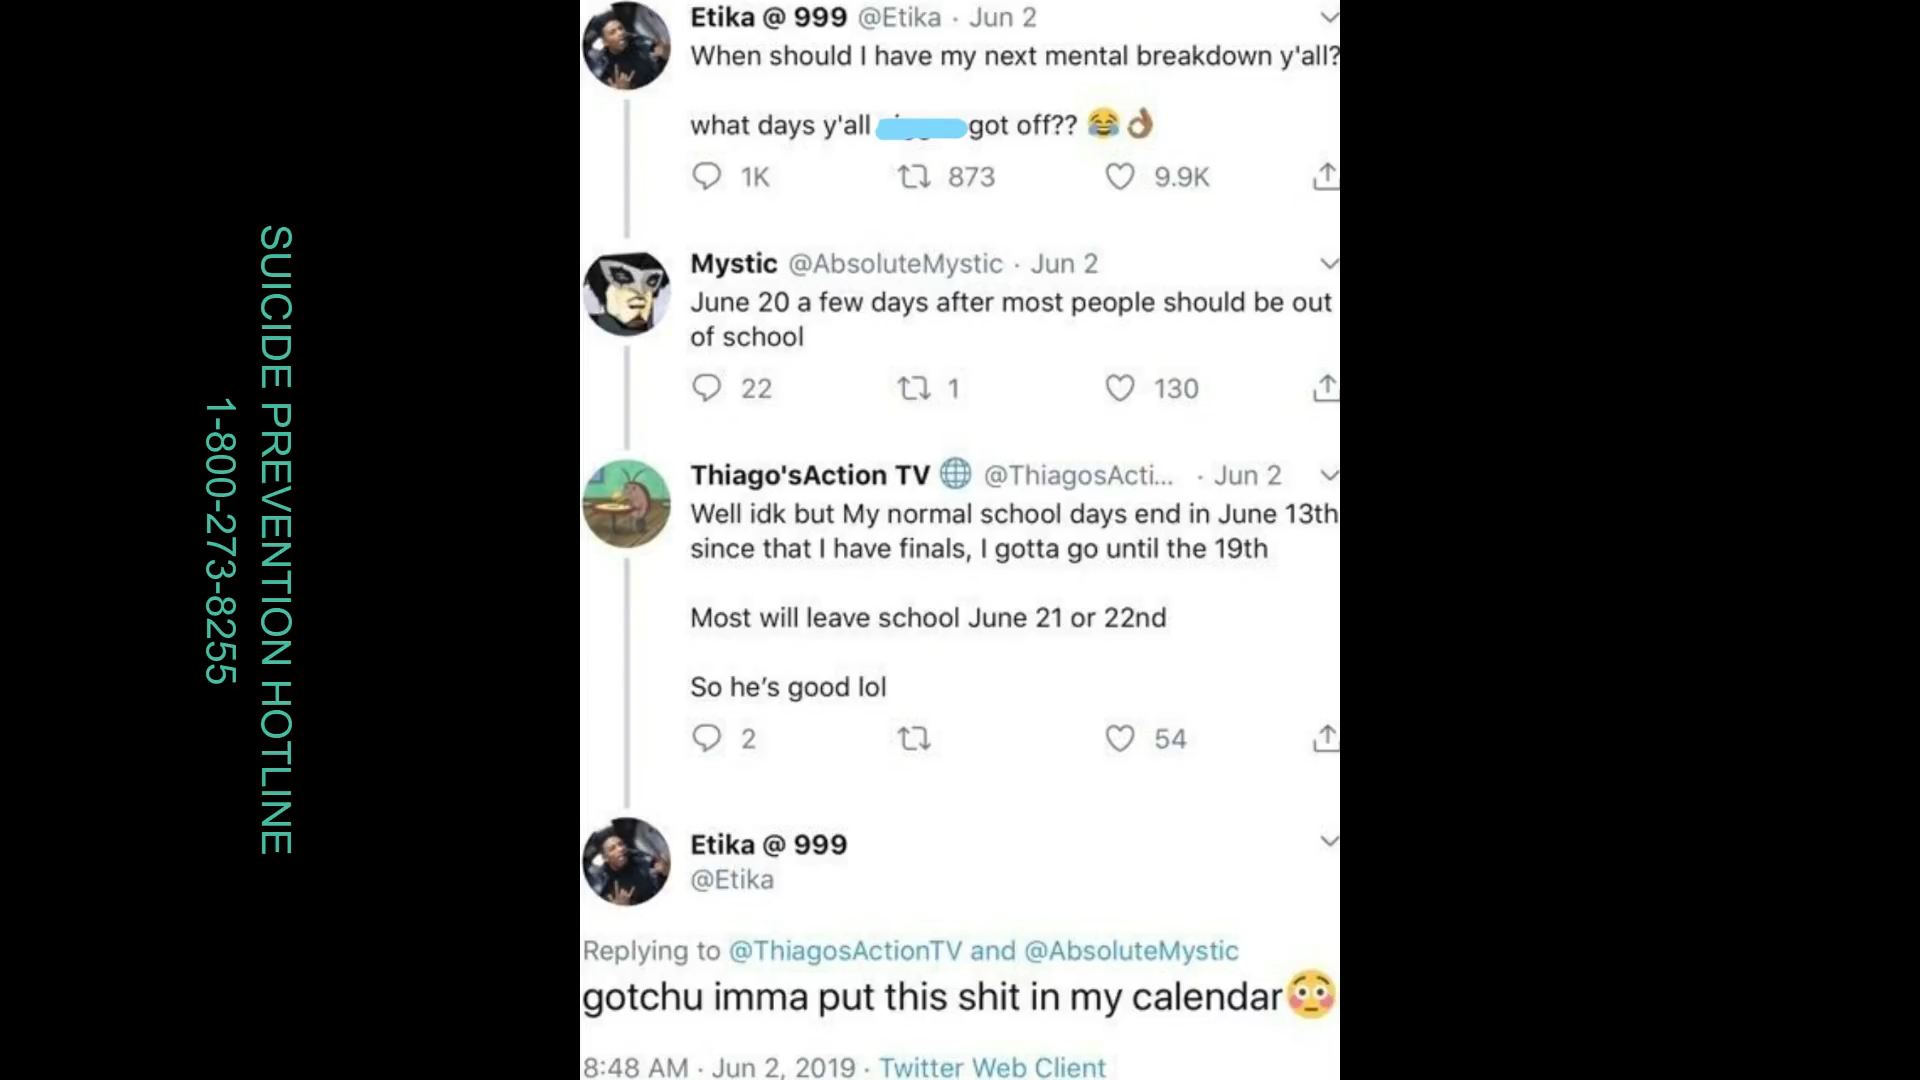 SUICIDE PREVENTION HOTLINE
1-800-273-8255
Etika @ 999 @Etika · Jun 2
When should I have my next mental breakdown y'all?
what days y'all got off?? 😂👌🏾
1K 873 9.9K
Mystic @AbsoluteMystic · Jun 2
June 20 a few days after most people should be out
of school
22 1 130
Thiago'sAction TV 🌐 @ThiagosActi... · Jun 2
Well idk but My normal school days end in June 13th
since that I have finals, I gotta go until the 19th
Most will leave school June 21 or 22nd
So he's good lol
2 54
Etika @ 999
@Etika
Replying to @ThiagosActionTV and @AbsoluteMystic
gotchu imma put this shit in my calendar😳
8:48 AM · Jun 2, 2019 · Twitter Web Client